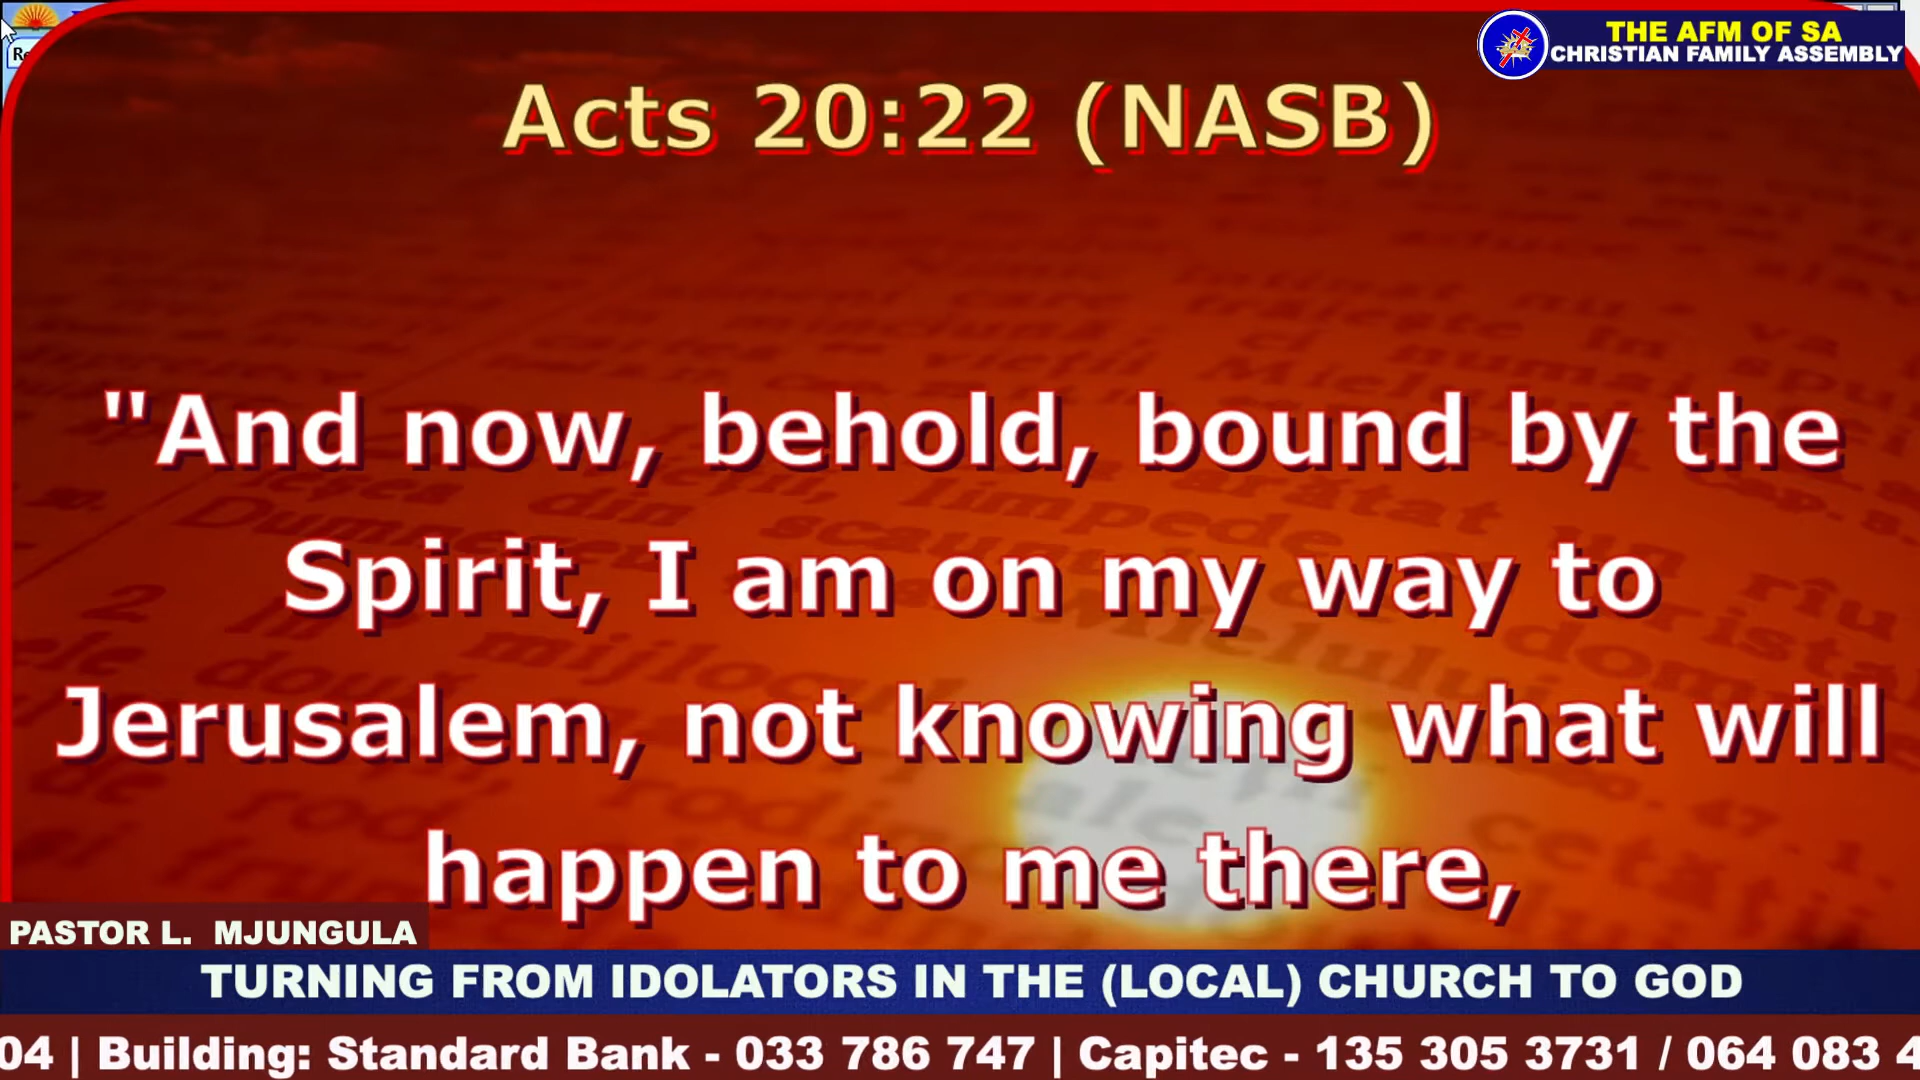 THE AFM OF SA
CHRISTIAN FAMILY ASSEMBLY
Acts 20:22 (NASB)
"And now, behold, bound by the
Spirit, I am on my way to
Jerusalem, not knowing what will
happen to me there,
PASTOR L. MJUNGULA
TURNING FROM IDOLATORS IN THE (LOCAL) CHURCH TO GOD
04 | Building: Standard Bank - 033 786 747 | Capitec - 135 305 3731 / 064 083 4